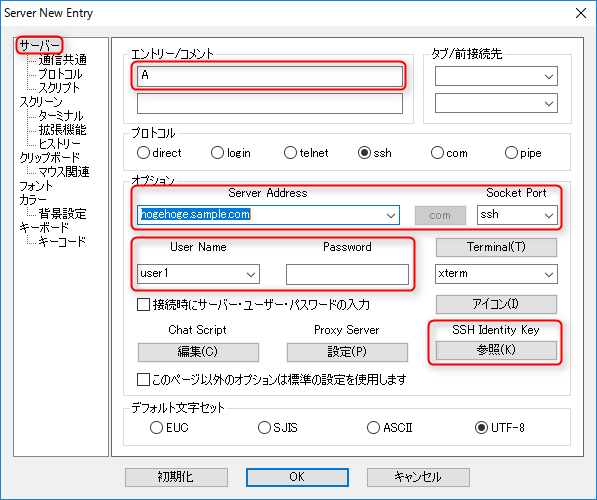 Server New Entry
サーバー
通信共通
プロトコル
スクリプト
スクリーン
ターミナル
拡張機能
ヒストリー
クリップボード
マウス関連
フォント
カラー
背景設定
キーボード
キーコード
エントリー/コメント
A
タブ/前接続先
プロトコル
direct
login
telnet
ssh
com
pipe
オプション
Server Address
Socket Port
hogehoge.sample.com
com
ssh
User Name
Password
Terminal(T)
user1
xterm
接続時にサーバー・ユーザー・パスワードの入力
アイコン(I)
Chat Script
Proxy Server
SSH Identity Key
編集(C)
設定(P)
参照(K)
このページ以外のオプションは標準の設定を使用します
デフォルト文字セット
EUC
SJIS
ASCII
UTF-8
初期化
OK
キャンセル